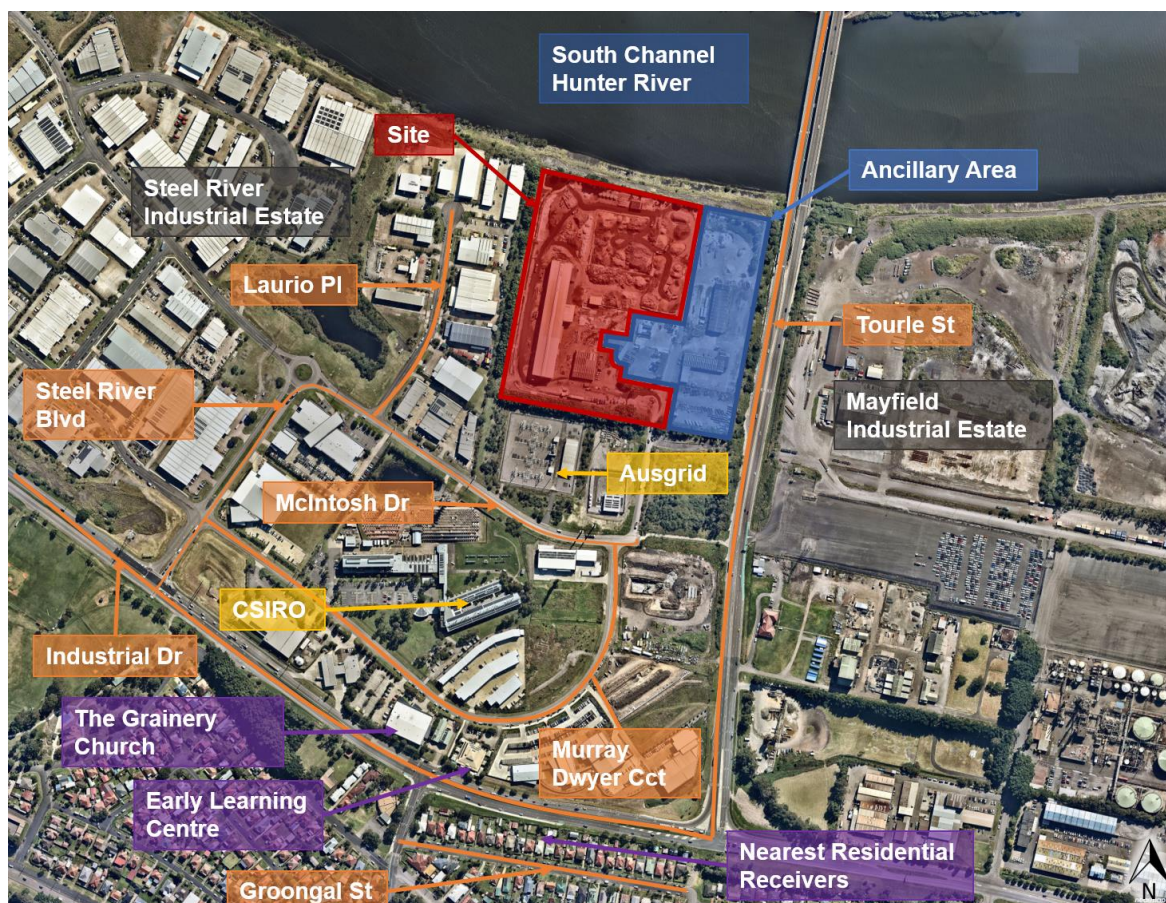 South Channel
Hunter River
Site
Ancillary Area
Steel River
Industrial Estate
Laurio Pl
Tourle St
Steel River
Blvd
Mayfield
Industrial Estate
Ausgrid
McIntosh Dr
CSIRO
Industrial Dr
The Grainery
Church
Murray
Dwyer Cct
Early Learning
Centre
Nearest Residential
Receivers
Groongal St
N